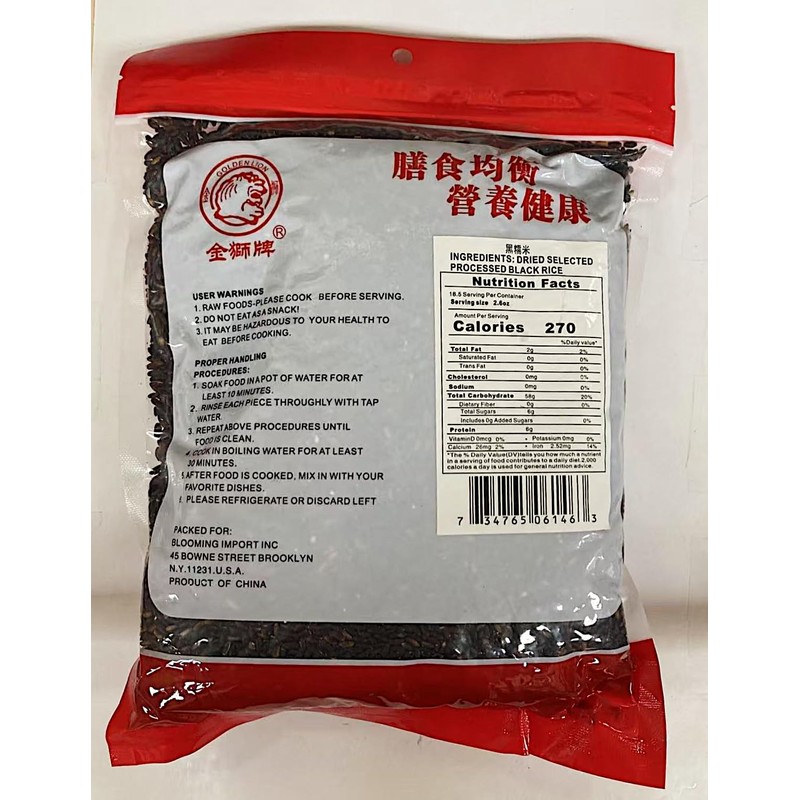 膳食均衡
營養健康
GOLDEN LION
金獅牌®
USER WARNINGS
1. RAW FOODS-PLEASE COOK BEFORE SERVING.
2. DO NOT EAT AS A SNACK!
3. IT MAY BE HAZARDOUS TO YOUR HEALTH TO
EAT BEFORE COOKING.
PROPER HANDLING
PROCEDURES:
1. SOAK FOOD IN A POT OF WATER FOR AT
LEAST 10 MINUTES.
2. RINSE EACH PIECE THROUGHLY WITH TAP
WATER.
3. REPEAT ABOVE PROCEDURES UNTIL
FOOD IS CLEAN.
4. COOK IN BOILING WATER FOR AT LEAST
30 MINUTES.
AFTER FOOD IS COOKED, MIX IN WITH YOUR
FAVORITE DISHES.
PLEASE REFRIGERATE OR DISCARD LEFT
PACKED FOR:
BLOOMING IMPORT INC
45 BOWNE STREET BROOKLYN
N.Y.11231.U.S.A.
PRODUCT OF CHINA
黑糯米
INGREDIENTS: DRIED SELECTED
PROCESSED BLACK RICE
Nutrition Facts
18.5 Serving Per Container
Serving size 2.6oz
Amount Per Serving
Calories 270
%Daily value*
Total Fat 2g 2%
Saturated Fat 0g 0%
Trans Fat 0g 0%
Cholesterol 0mg 0%
Sodium 0mg 0%
Total Carbohydrate 58g 20%
Dietary Fiber 0g 0%
Total Sugars 6g
Includes 0g Added Sugars 0%
Protein 6g
VitaminD 0mcg 0% • Potassium 0mg 0%
Calcium 26mg 2% • Iron 2.52mg 14%
*The % Daily Value(DV)tells you how much a nutrient
in a serving of food contributes to a daily diet.2,000
calories a day is used for general nutrition advice.
7 34765 06146 3